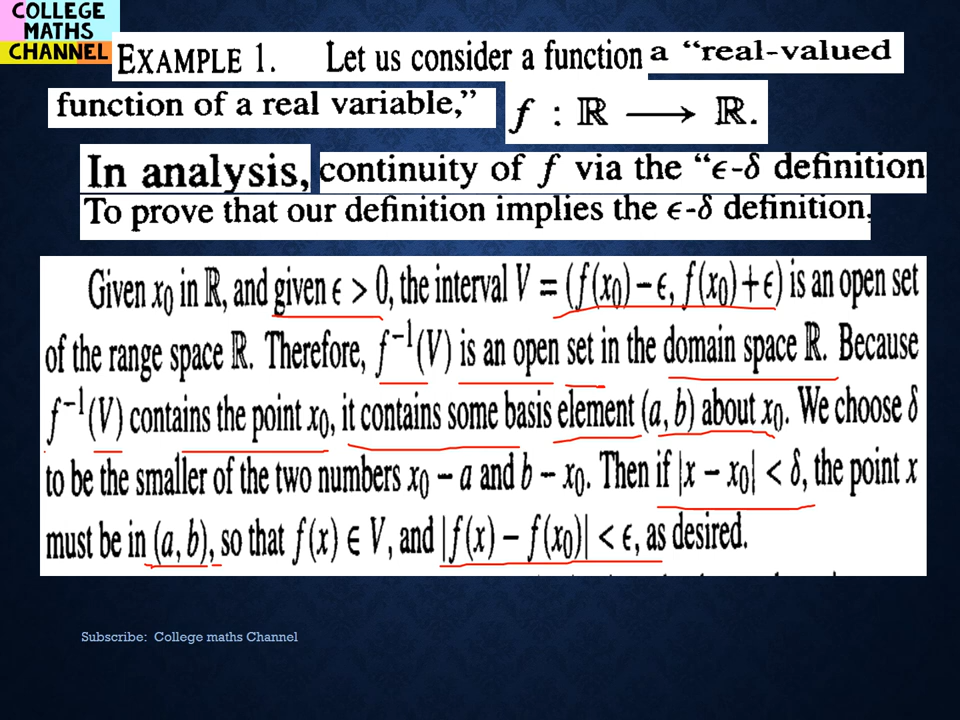 COLLEGE
MATHS
CHANNEL
EXAMPLE 1. Let us consider a function a “real-valued
function of a real variable,” f : ℝ ⟶ ℝ.
In analysis, continuity of f via the “ϵ-δ definition
To prove that our definition implies the ϵ-δ definition,
Given x₀ in ℝ, and given ϵ > 0, the interval V = (f(x₀) − ϵ, f(x₀) + ϵ) is an open set
of the range space ℝ. Therefore, f⁻¹(V) is an open set in the domain space ℝ. Because
f⁻¹(V) contains the point x₀, it contains some basis element (a, b) about x₀. We choose δ
to be the smaller of the two numbers x₀ − a and b − x₀. Then if |x − x₀| < δ, the point x
must be in (a, b), so that f(x) ∈ V, and |f(x) − f(x₀)| < ϵ, as desired.
Subscribe: College maths Channel